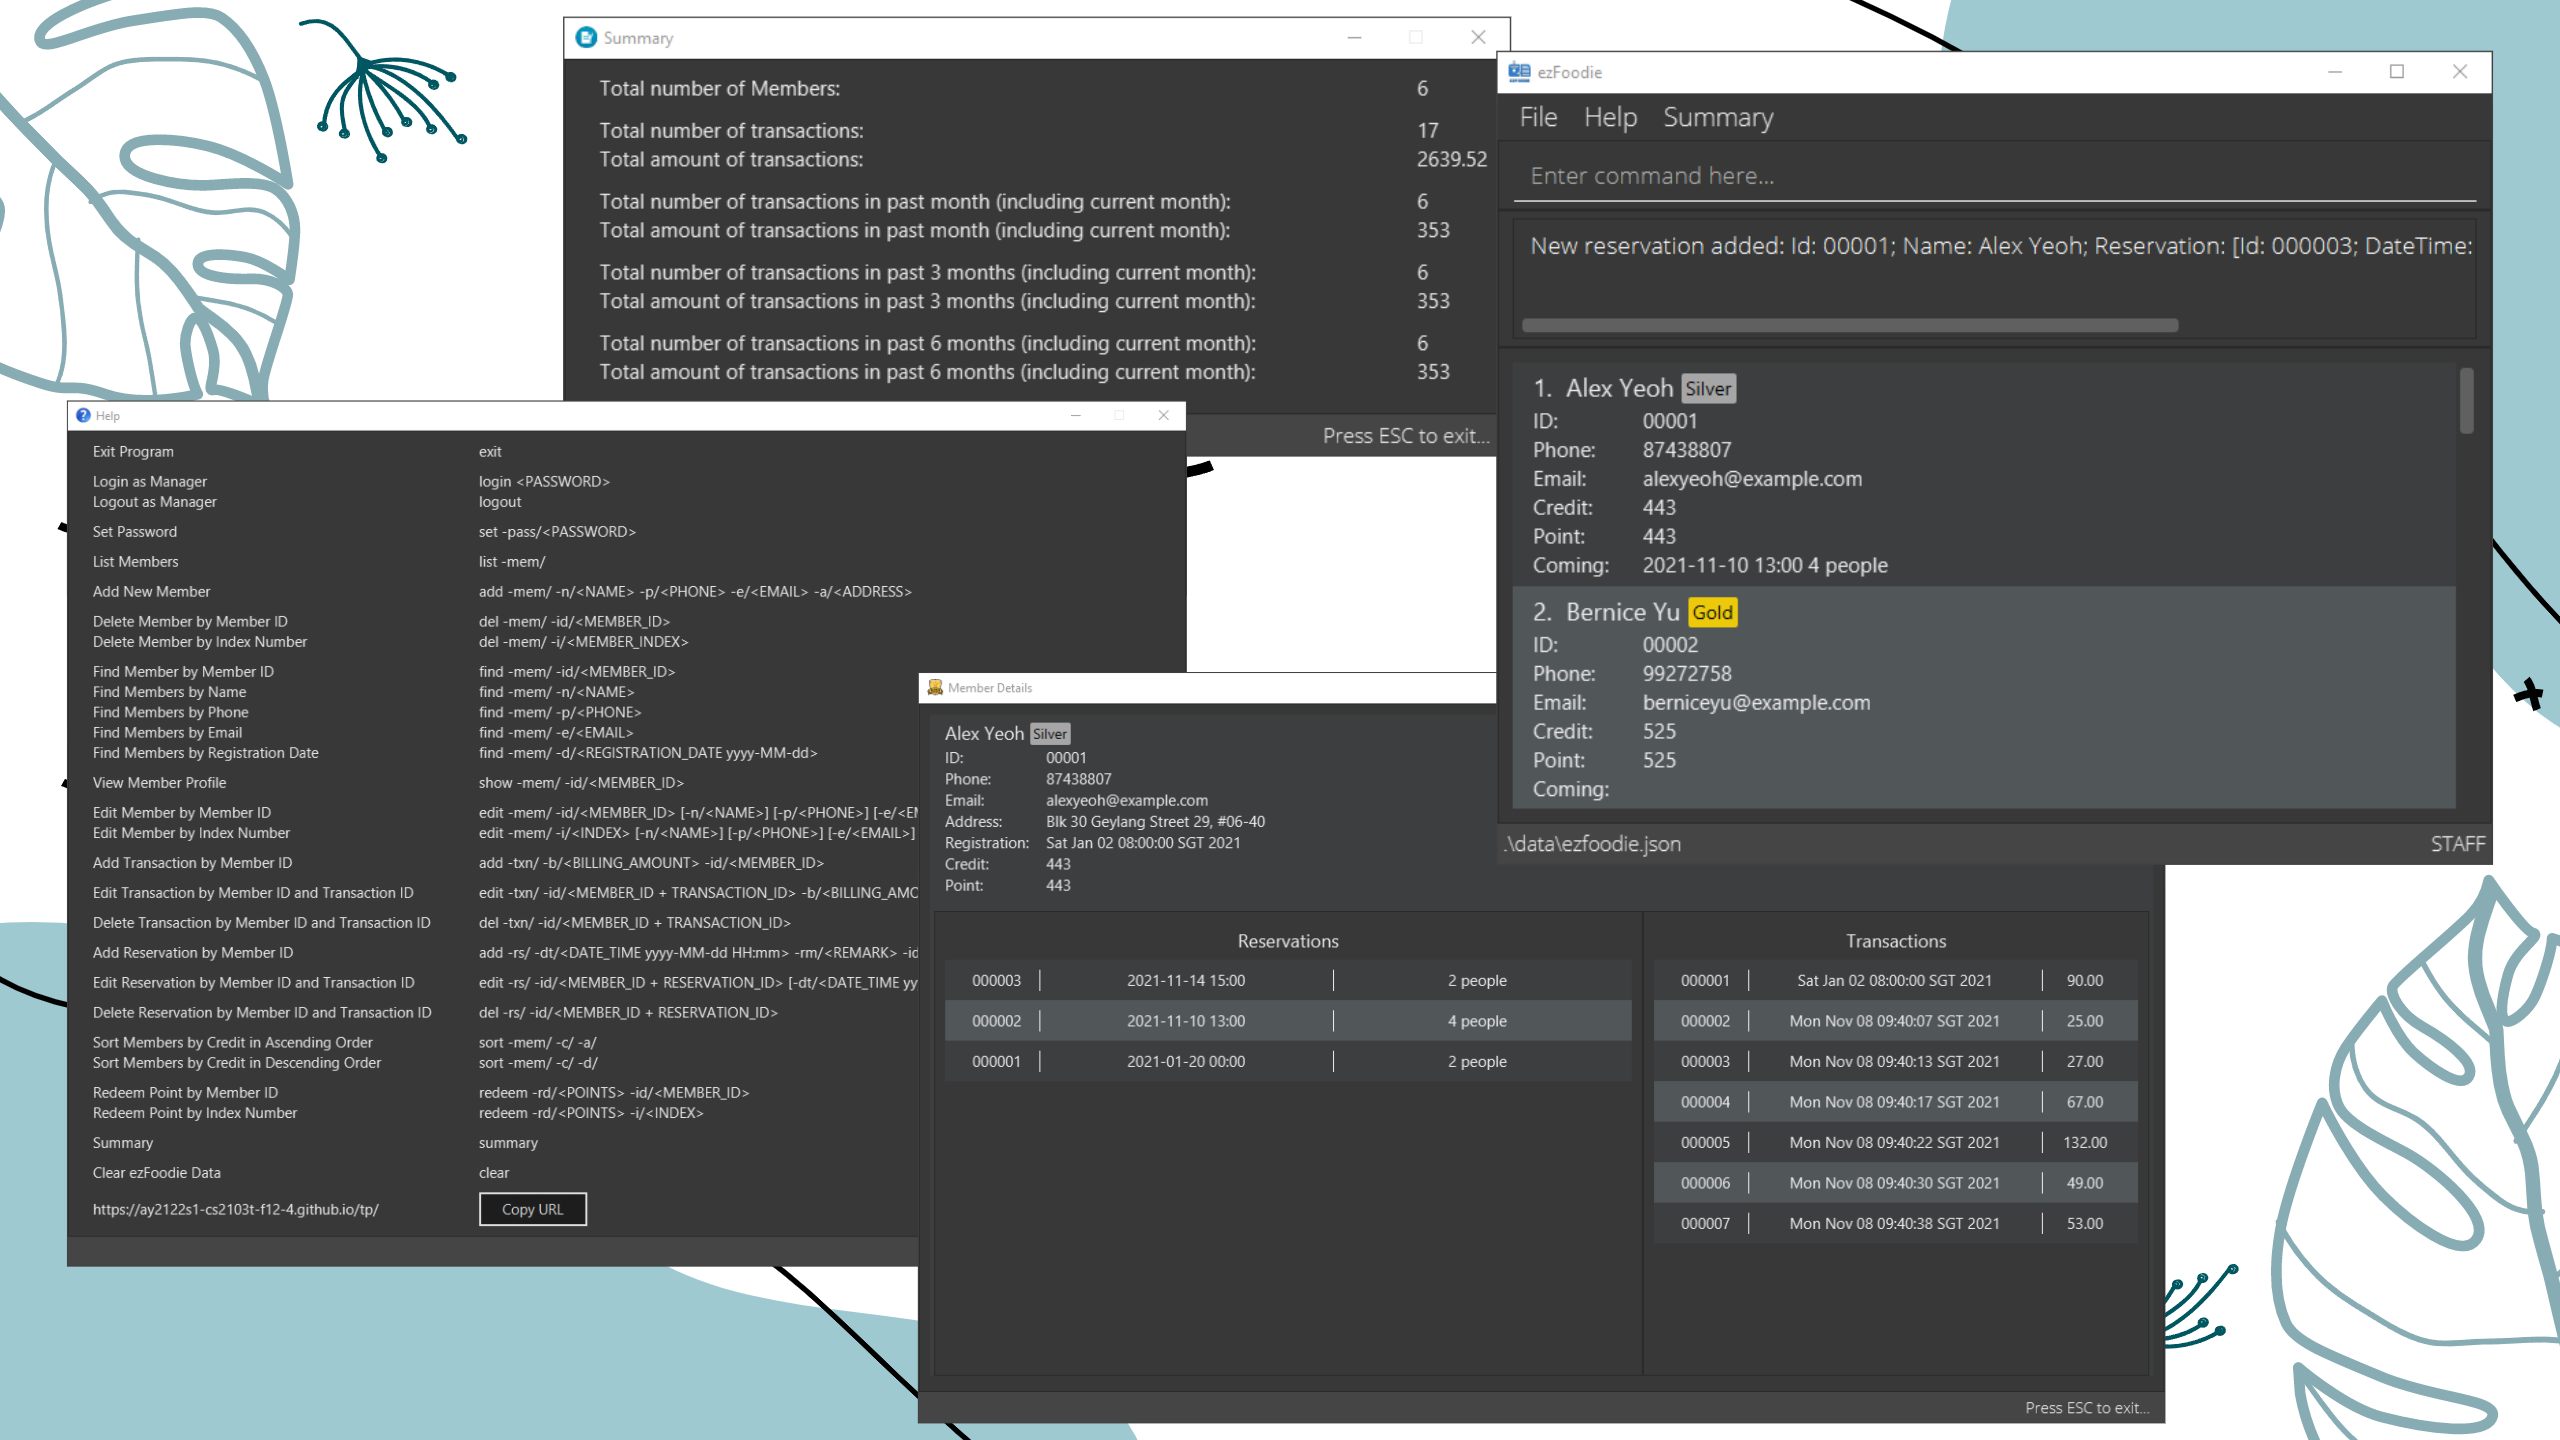 Summary
Total number of Members: 6
Total number of transactions: 17
Total amount of transactions: 2639.52
Total number of transactions in past month (including current month): 6
Total amount of transactions in past month (including current month): 353
Total number of transactions in past 3 months (including current month): 6
Total amount of transactions in past 3 months (including current month): 353
Total number of transactions in past 6 months (including current month): 6
Total amount of transactions in past 6 months (including current month): 353
Press ESC to exit...
ezFoodie
File Help Summary
Enter command here...
New reservation added: Id: 00001; Name: Alex Yeoh; Reservation: [Id: 000003; DateTime:
1. Alex Yeoh Silver
ID: 00001
Phone: 87438807
Email: alexyeoh@example.com
Credit: 443
Point: 443
Coming: 2021-11-10 13:00 4 people
2. Bernice Yu Gold
ID: 00002
Phone: 99272758
Email: berniceyu@example.com
Credit: 525
Point: 525
Coming:
.\data\ezfoodie.json STAFF
Help
Exit Program exit
Login as Manager login <PASSWORD>
Logout as Manager logout
Set Password set -pass/<PASSWORD>
List Members list -mem/
Add New Member add -mem/ -n/<NAME> -p/<PHONE> -e/<EMAIL> -a/<ADDRESS>
Delete Member by Member ID del -mem/ -id/<MEMBER_ID>
Delete Member by Index Number del -mem/ -i/<MEMBER_INDEX>
Find Member by Member ID find -mem/ -id/<MEMBER_ID>
Find Members by Name find -mem/ -n/<NAME>
Find Members by Phone find -mem/ -p/<PHONE>
Find Members by Email find -mem/ -e/<EMAIL>
Find Members by Registration Date find -mem/ -d/<REGISTRATION_DATE yyyy-MM-dd>
View Member Profile show -mem/ -id/<MEMBER_ID>
Edit Member by Member ID edit -mem/ -id/<MEMBER_ID> [-n/<NAME>] [-p/<PHONE>] [-e/<EM
Edit Member by Index Number edit -mem/ -i/<INDEX> [-n/<NAME>] [-p/<PHONE>] [-e/<EMAIL>]
Add Transaction by Member ID add -txn/ -b/<BILLING_AMOUNT> -id/<MEMBER_ID>
Edit Transaction by Member ID and Transaction ID edit -txn/ -id/<MEMBER_ID + TRANSACTION_ID> -b/<BILLING_AMO
Delete Transaction by Member ID and Transaction ID del -txn/ -id/<MEMBER_ID + TRANSACTION_ID>
Add Reservation by Member ID add -rs/ -dt/<DATE_TIME yyyy-MM-dd HH:mm> -rm/<REMARK> -id
Edit Reservation by Member ID and Transaction ID edit -rs/ -id/<MEMBER_ID + RESERVATION_ID> [-dt/<DATE_TIME yy
Delete Reservation by Member ID and Transaction ID del -rs/ -id/<MEMBER_ID + RESERVATION_ID>
Sort Members by Credit in Ascending Order sort -mem/ -c/ -a/
Sort Members by Credit in Descending Order sort -mem/ -c/ -d/
Redeem Point by Member ID redeem -rd/<POINTS> -id/<MEMBER_ID>
Redeem Point by Index Number redeem -rd/<POINTS> -i/<INDEX>
Summary summary
Clear ezFoodie Data clear
https://ay2122s1-cs2103t-f12-4.github.io/tp/ Copy URL
Member Details
Alex Yeoh Silver
ID: 00001
Phone: 87438807
Email: alexyeoh@example.com
Address: Blk 30 Geylang Street 29, #06-40
Registration: Sat Jan 02 08:00:00 SGT 2021
Credit: 443
Point: 443
Reservations
000003 2021-11-14 15:00 2 people
000002 2021-11-10 13:00 4 people
000001 2021-01-20 00:00 2 people
Transactions
000001 Sat Jan 02 08:00:00 SGT 2021 90.00
000002 Mon Nov 08 09:40:07 SGT 2021 25.00
000003 Mon Nov 08 09:40:13 SGT 2021 27.00
000004 Mon Nov 08 09:40:17 SGT 2021 67.00
000005 Mon Nov 08 09:40:22 SGT 2021 132.00
000006 Mon Nov 08 09:40:30 SGT 2021 49.00
000007 Mon Nov 08 09:40:38 SGT 2021 53.00
Press ESC to exit...